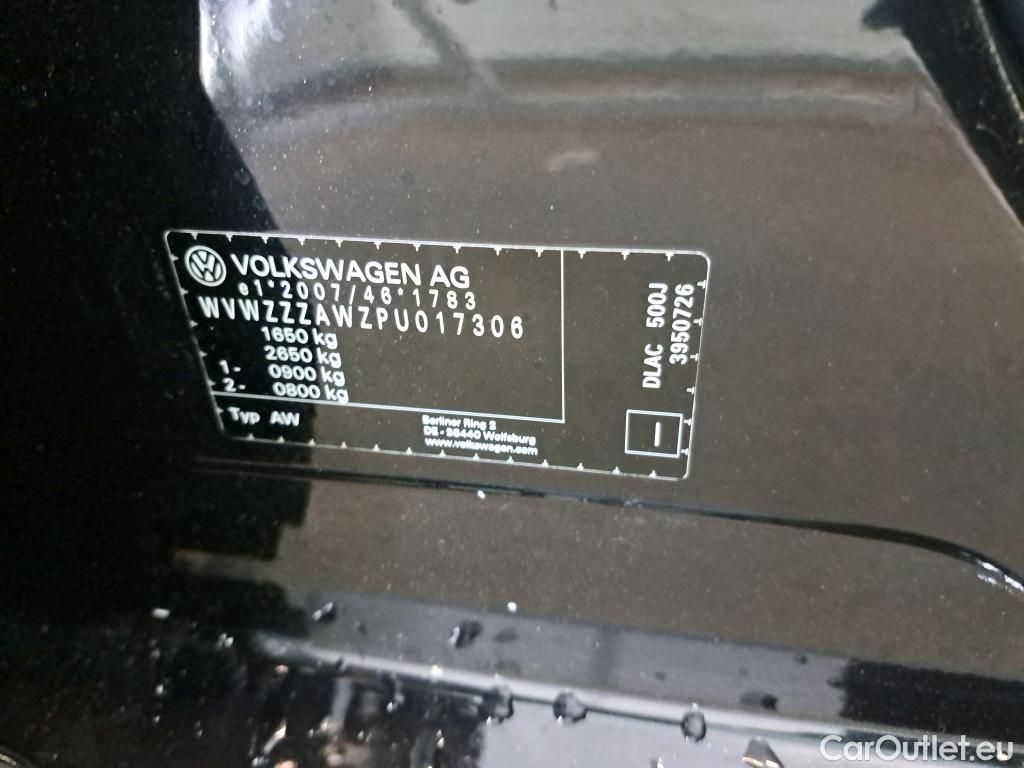 VOLKSWAGEN AG
e1*2007/46*1783
WVWZZZAWZPU017306
1650 kg
2650 kg
1- 0900 kg
2- 0800 kg
Typ AW
Berliner Ring 2
DE - 38440 Wolfsburg
www.volkswagen.com
DLAC 500J
3950726
CarOutlet.eu